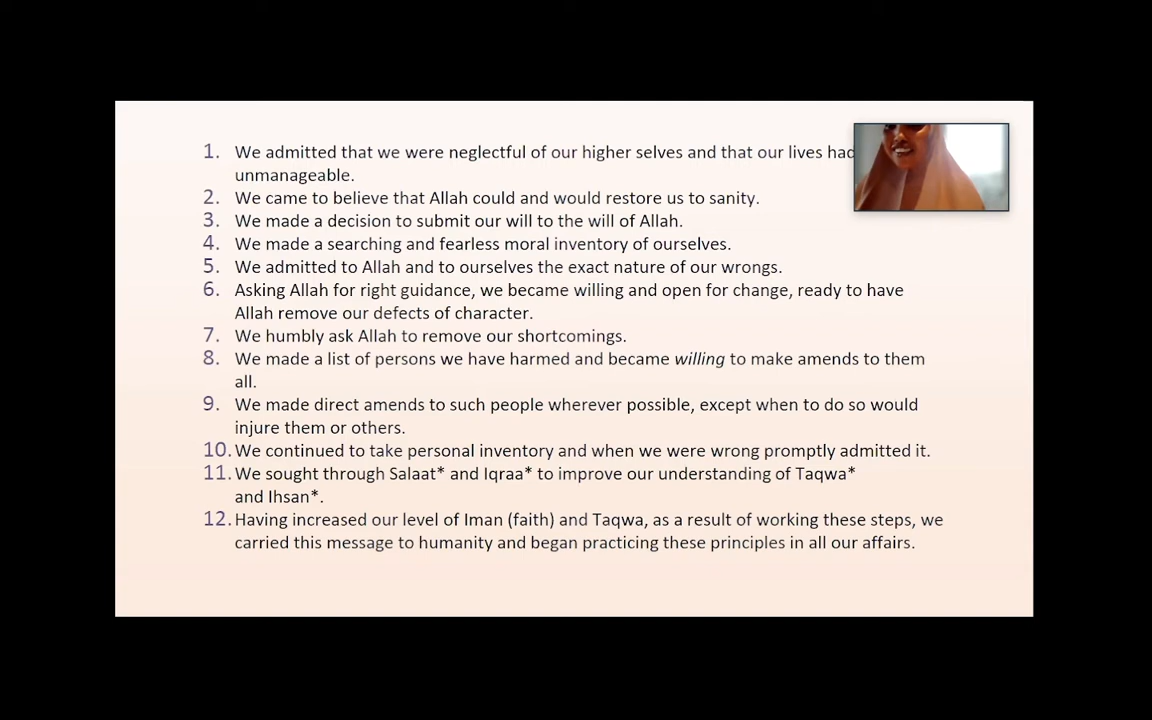 1. We admitted that we were neglectful of our higher selves and that our lives had
unmanageable.
2. We came to believe that Allah could and would restore us to sanity.
3. We made a decision to submit our will to the will of Allah.
4. We made a searching and fearless moral inventory of ourselves.
5. We admitted to Allah and to ourselves the exact nature of our wrongs.
6. Asking Allah for right guidance, we became willing and open for change, ready to have
Allah remove our defects of character.
7. We humbly ask Allah to remove our shortcomings.
8. We made a list of persons we have harmed and became willing to make amends to them
all.
9. We made direct amends to such people wherever possible, except when to do so would
injure them or others.
10. We continued to take personal inventory and when we were wrong promptly admitted it.
11. We sought through Salaat* and Iqraa* to improve our understanding of Taqwa*
and Ihsan*.
12. Having increased our level of Iman (faith) and Taqwa, as a result of working these steps, we
carried this message to humanity and began practicing these principles in all our affairs.